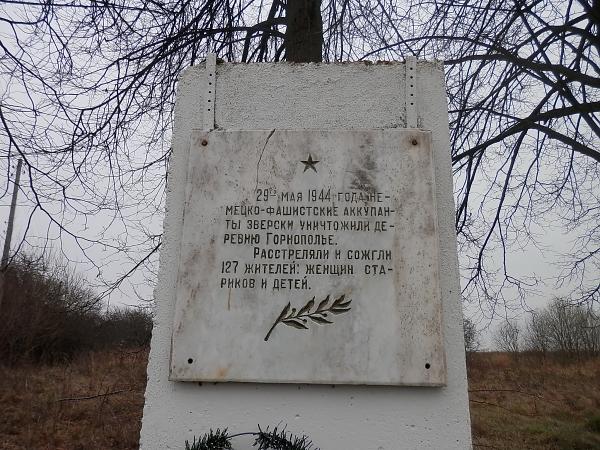 29го МАЯ 1944 ГОДА НЕ-
МЕЦКО-ФАШИСТСКИЕ АККУПАН-
ТЫ ЗВЕРСКИ УНИЧТОЖИЛИ ДЕ-
РЕВНЮ ГОРНОПОЛЬЕ.
РАССТРЕЛЯЛИ И СОЖГЛИ
127 ЖИТЕЛЕЙ: ЖЕНЩИН СТА-
РИКОВ И ДЕТЕЙ.